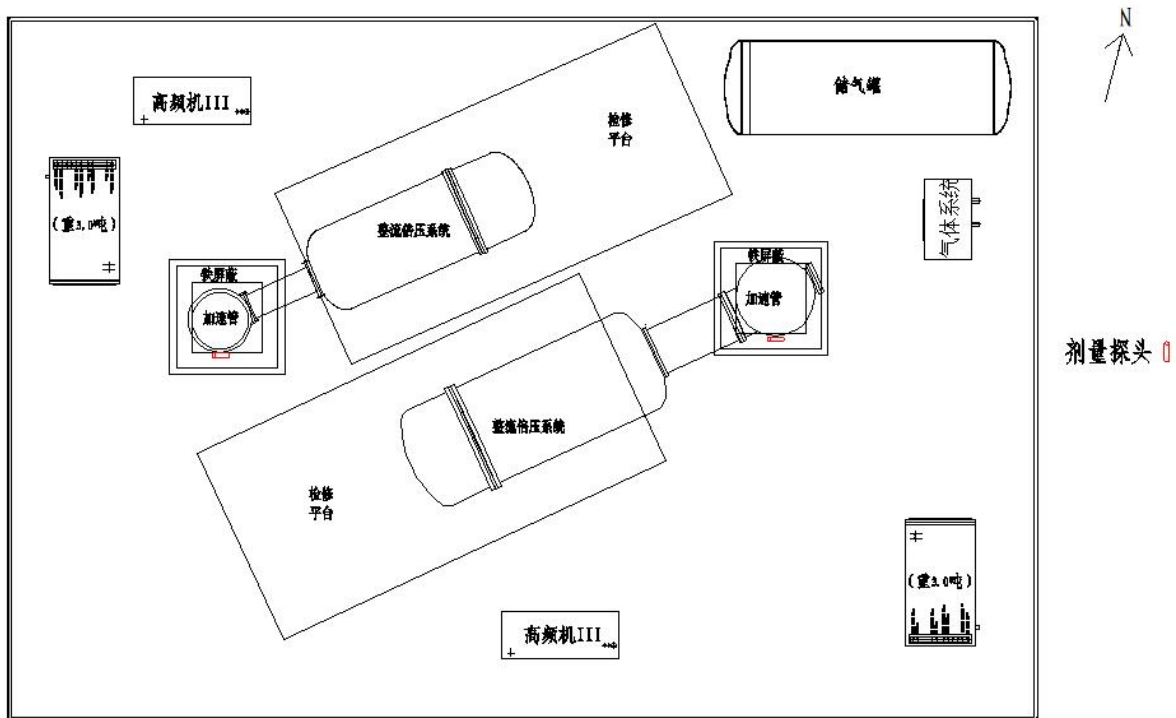 N
储气罐
高频机III
检修
平台
气体系统
(重3.0吨)
整流倍压系统
铁屏蔽
铁屏蔽
加速管
加速管
剂量探头
整流倍压系统
检修
平台
(重3.0吨)
高频机III